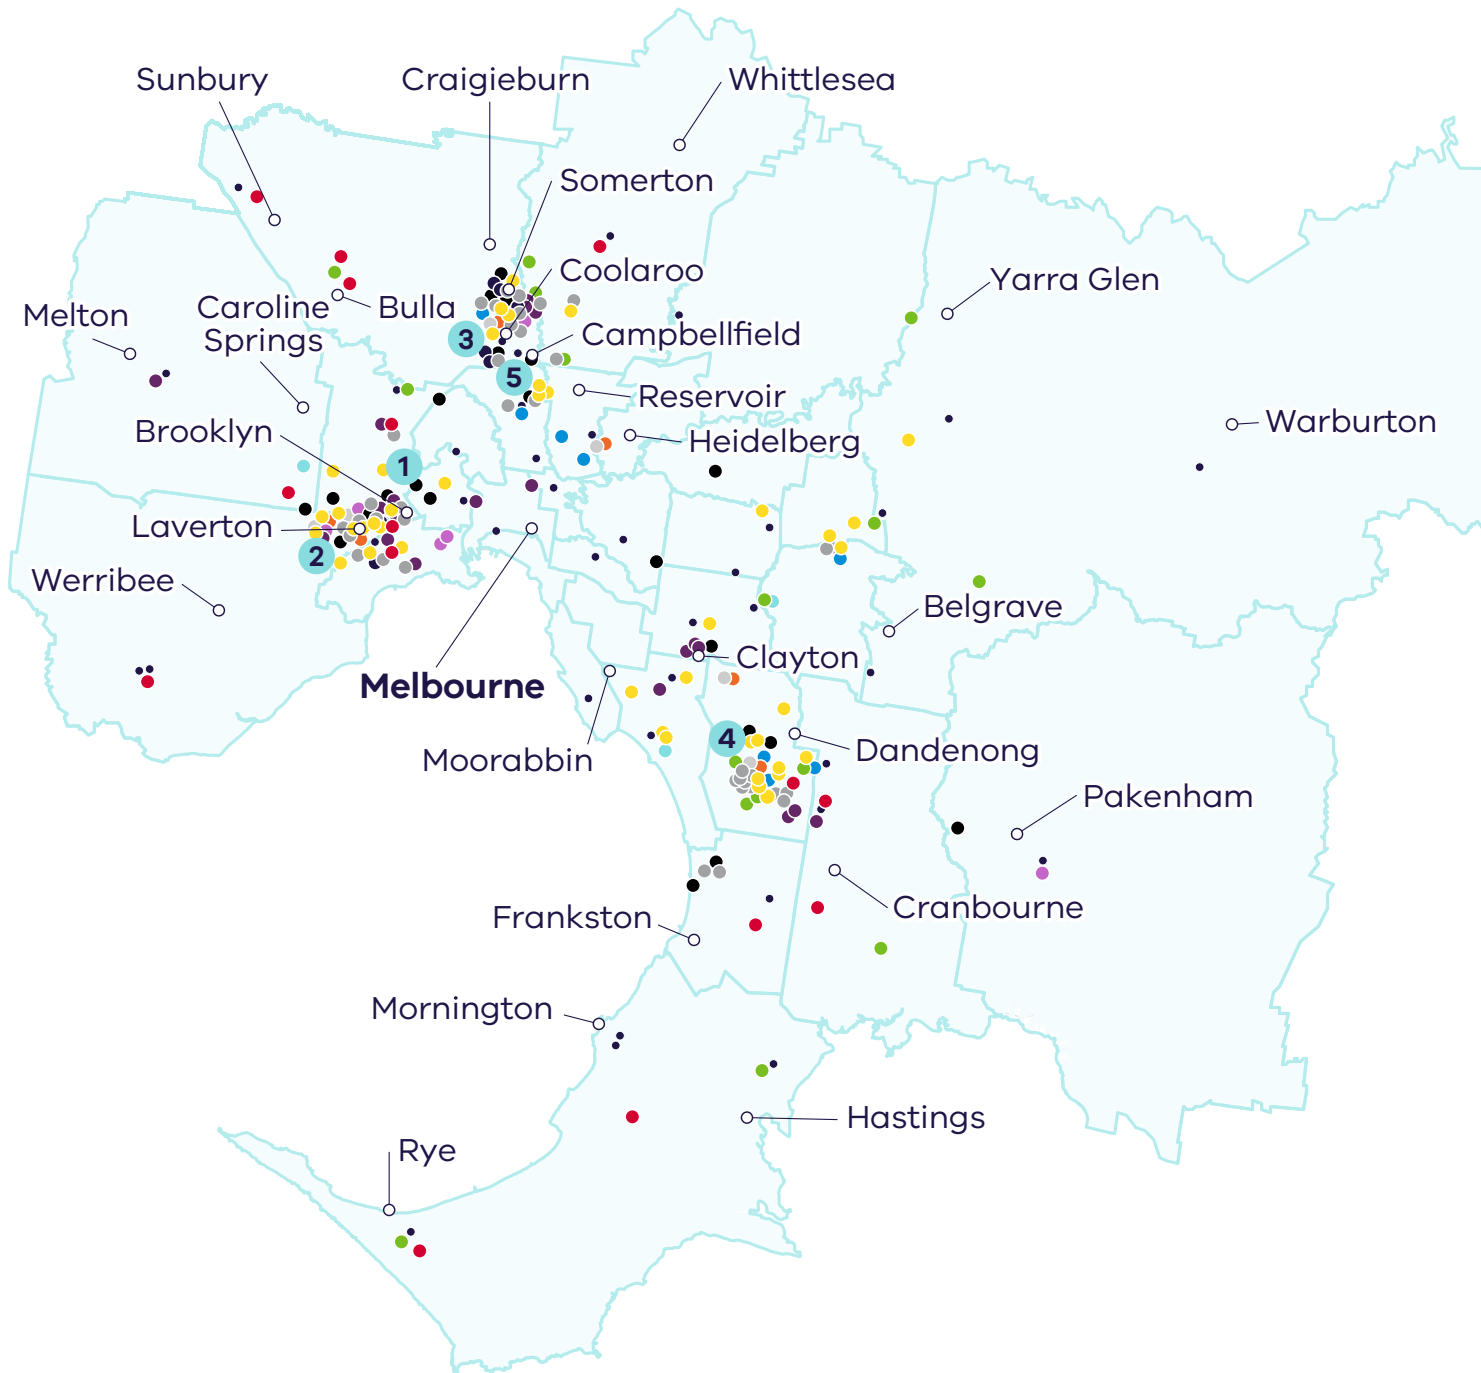 Sunbury
Craigieburn
Whittlesea
Somerton
Coolaroo
Yarra Glen
Melton
Caroline
Springs
Bulla
3
Campbellfield
5
Reservoir
Brooklyn
Heidelberg
Warburton
1
Laverton
2
Werribee
Belgrave
Clayton
Melbourne
4
Moorabbin
Dandenong
Pakenham
Frankston
Cranbourne
Mornington
Hastings
Rye